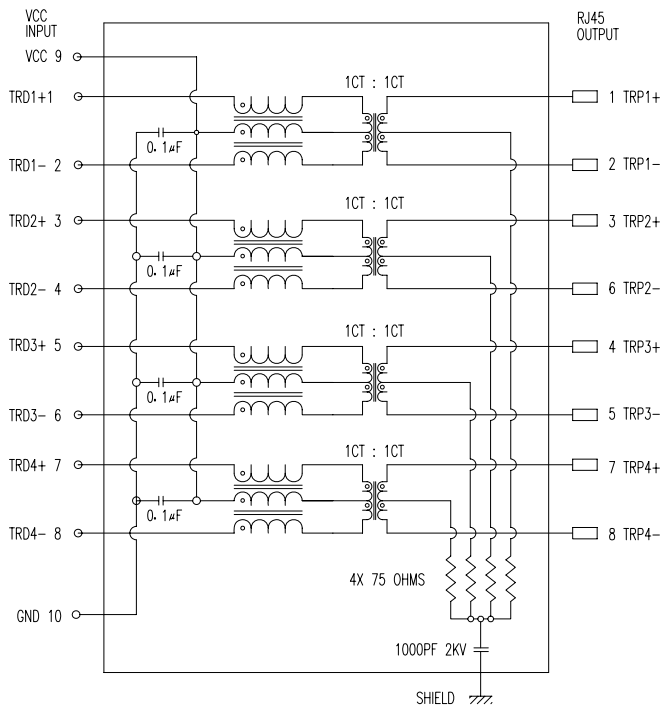 VCC
INPUT
RJ45
OUTPUT
VCC 9
TRD1+1
1CT : 1CT
1 TRP1+
0.1µF
TRD1- 2
2 TRP1-
TRD2+ 3
1CT : 1CT
3 TRP2+
0.1µF
TRD2- 4
6 TRP2-
TRD3+ 5
1CT : 1CT
4 TRP3+
0.1µF
TRD3- 6
5 TRP3-
TRD4+ 7
1CT : 1CT
7 TRP4+
0.1µF
TRD4- 8
8 TRP4-
4X 75 OHMS
GND 10
1000PF 2KV
SHIELD